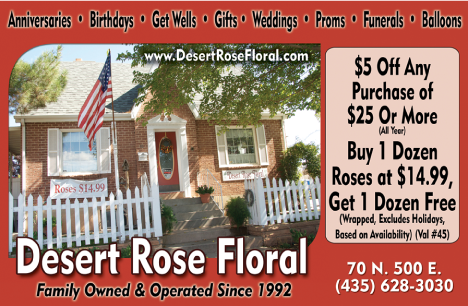 Anniversaries • Birthdays • Get Wells • Gifts • Weddings • Proms • Funerals • Balloons
www.DesertRoseFloral.com
$5 Off Any
Purchase of
$25 Or More
(All Year)
Buy 1 Dozen
Roses at $14.99,
Get 1 Dozen Free
(Wrapped, Excludes Holidays,
Based on Availability) (Val #45)
Roses $14.99
Desert Rose Floral
Family Owned & Operated Since 1992
70 N. 500 E.
(435) 628-3030